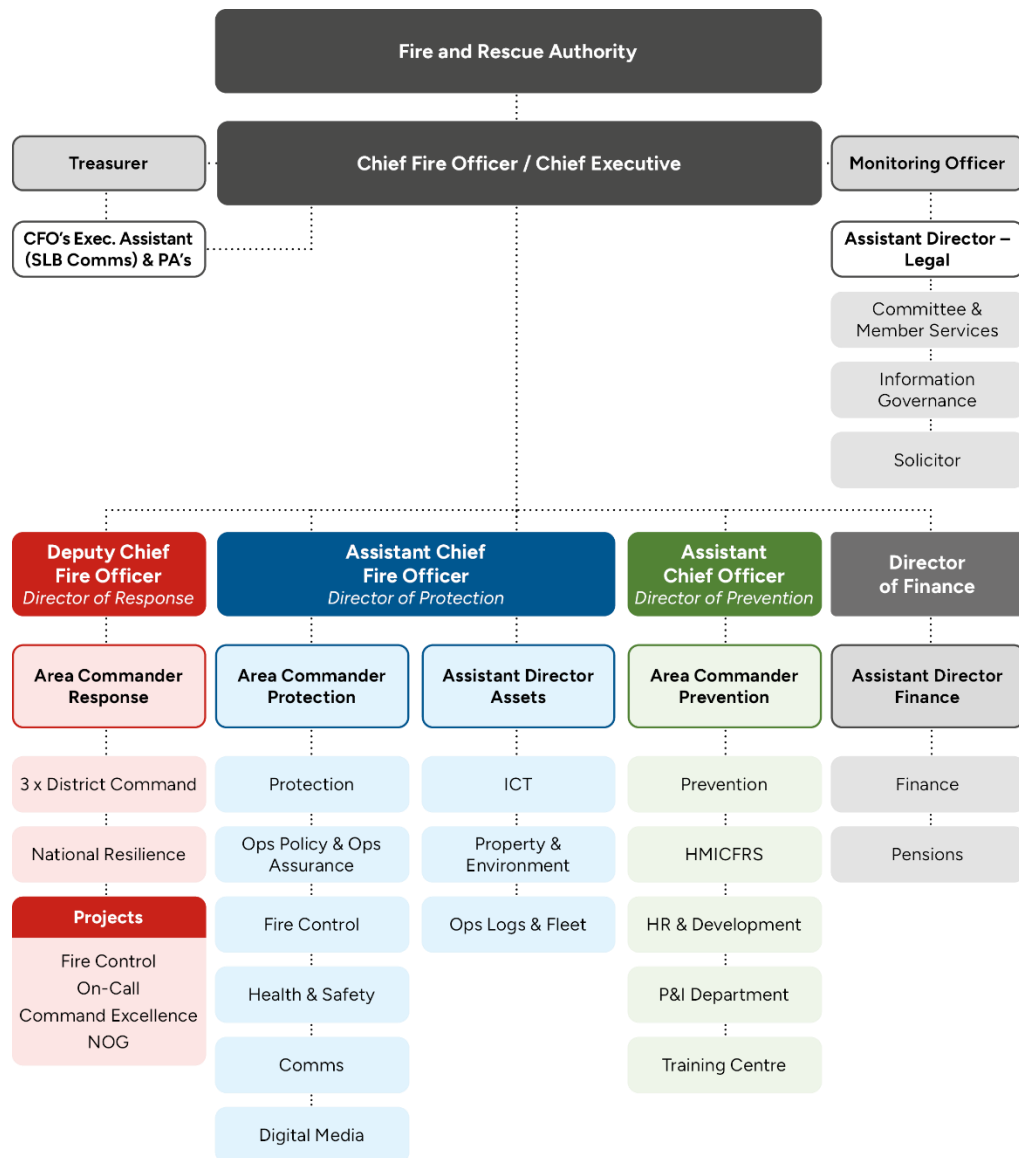 Fire and Rescue Authority
Treasurer
Chief Fire Officer / Chief Executive
Monitoring Officer
CFO’s Exec. Assistant
(SLB Comms) & PA’s
Assistant Director –
Legal
Committee &
Member Services
Information
Governance
Solicitor
Deputy Chief
Fire Officer
Director of Response
Assistant Chief
Fire Officer
Director of Protection
Assistant
Chief Officer
Director of Prevention
Director
of Finance
Area Commander
Response
Area Commander
Protection
Assistant Director
Assets
Area Commander
Prevention
Assistant Director
Finance
3 x District Command
National Resilience
Projects
Fire Control
On-Call
Command Excellence
NOG
Protection
Ops Policy & Ops
Assurance
Fire Control
Health & Safety
Comms
Digital Media
ICT
Property &
Environment
Ops Logs & Fleet
Prevention
HMICFRS
HR & Development
P&I Department
Training Centre
Finance
Pensions